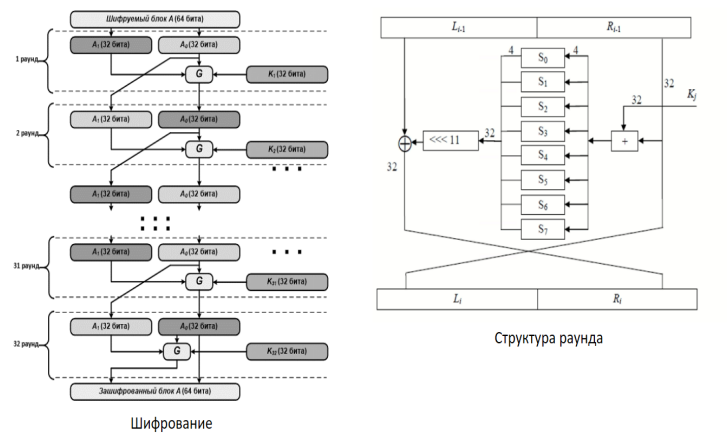 Шифруемый блок A (64 бита)
1 раунд
A₁ (32 бита) A₀ (32 бита)
G K₁ (32 бита)
2 раунд
A₁ (32 бита) A₀ (32 бита)
G K₂ (32 бита)
A₁ (32 бита) A₀ (32 бита)
31 раунд
A₁ (32 бита) A₀ (32 бита)
G K₃₁ (32 бита)
32 раунд
A₁ (32 бита) A₀ (32 бита)
G K₃₂ (32 бита)
Зашифрованный блок A (64 бита)
Шифрование
Lᵢ₋₁ Rᵢ₋₁
4 S₀ 4
S₁
32
S₂
32 Kⱼ
S₃
32 <<< 11 32 +
S₄
S₅
S₆
S₇
Lᵢ Rᵢ
Структура раунда